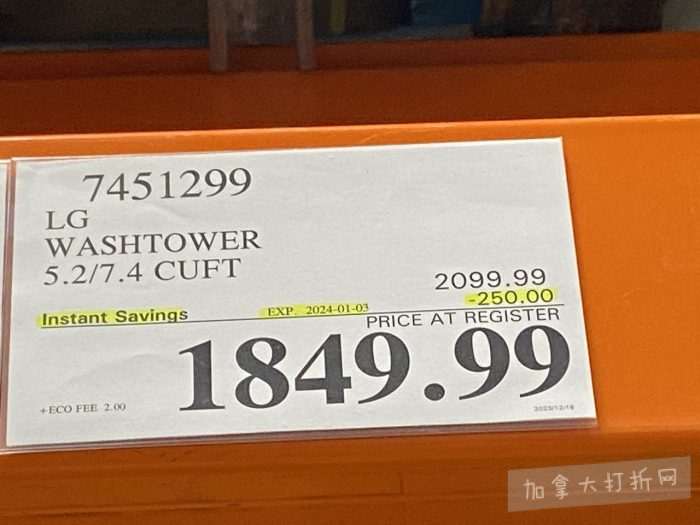 7451299
LG
WASHTOWER
5.2/7.4 CUFT
2099.99
-250.00
Instant Savings EXP. 2024-01-03
PRICE AT REGISTER
1849.99
+ECO FEE 2.00
2023/12/18
加拿大打折网